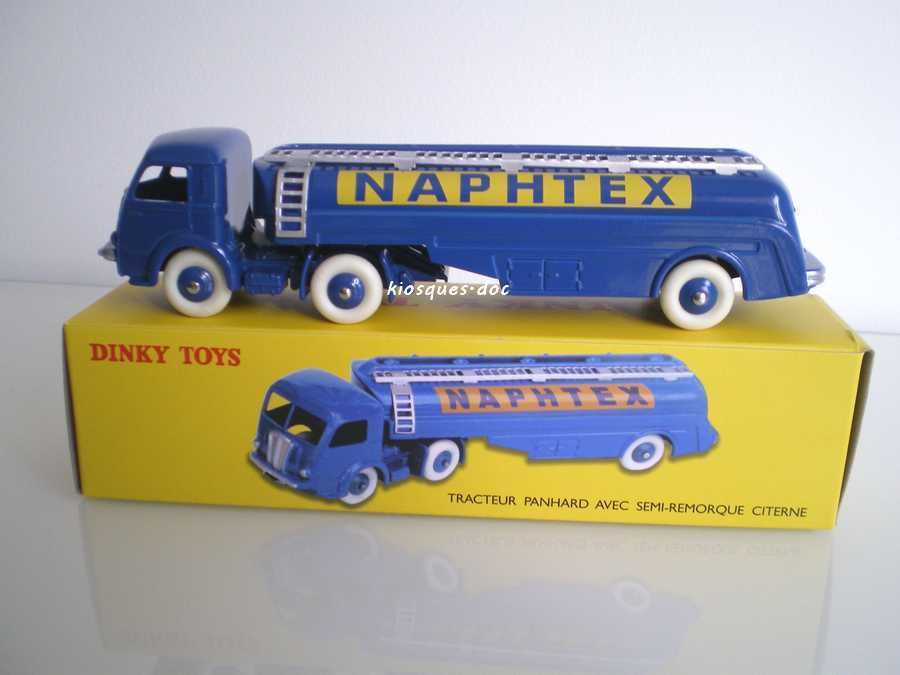 NAPHTEX
kiosques·doc
DINKY TOYS
NAPHTEX
TRACTEUR PANHARD AVEC SEMI-REMORQUE CITERNE